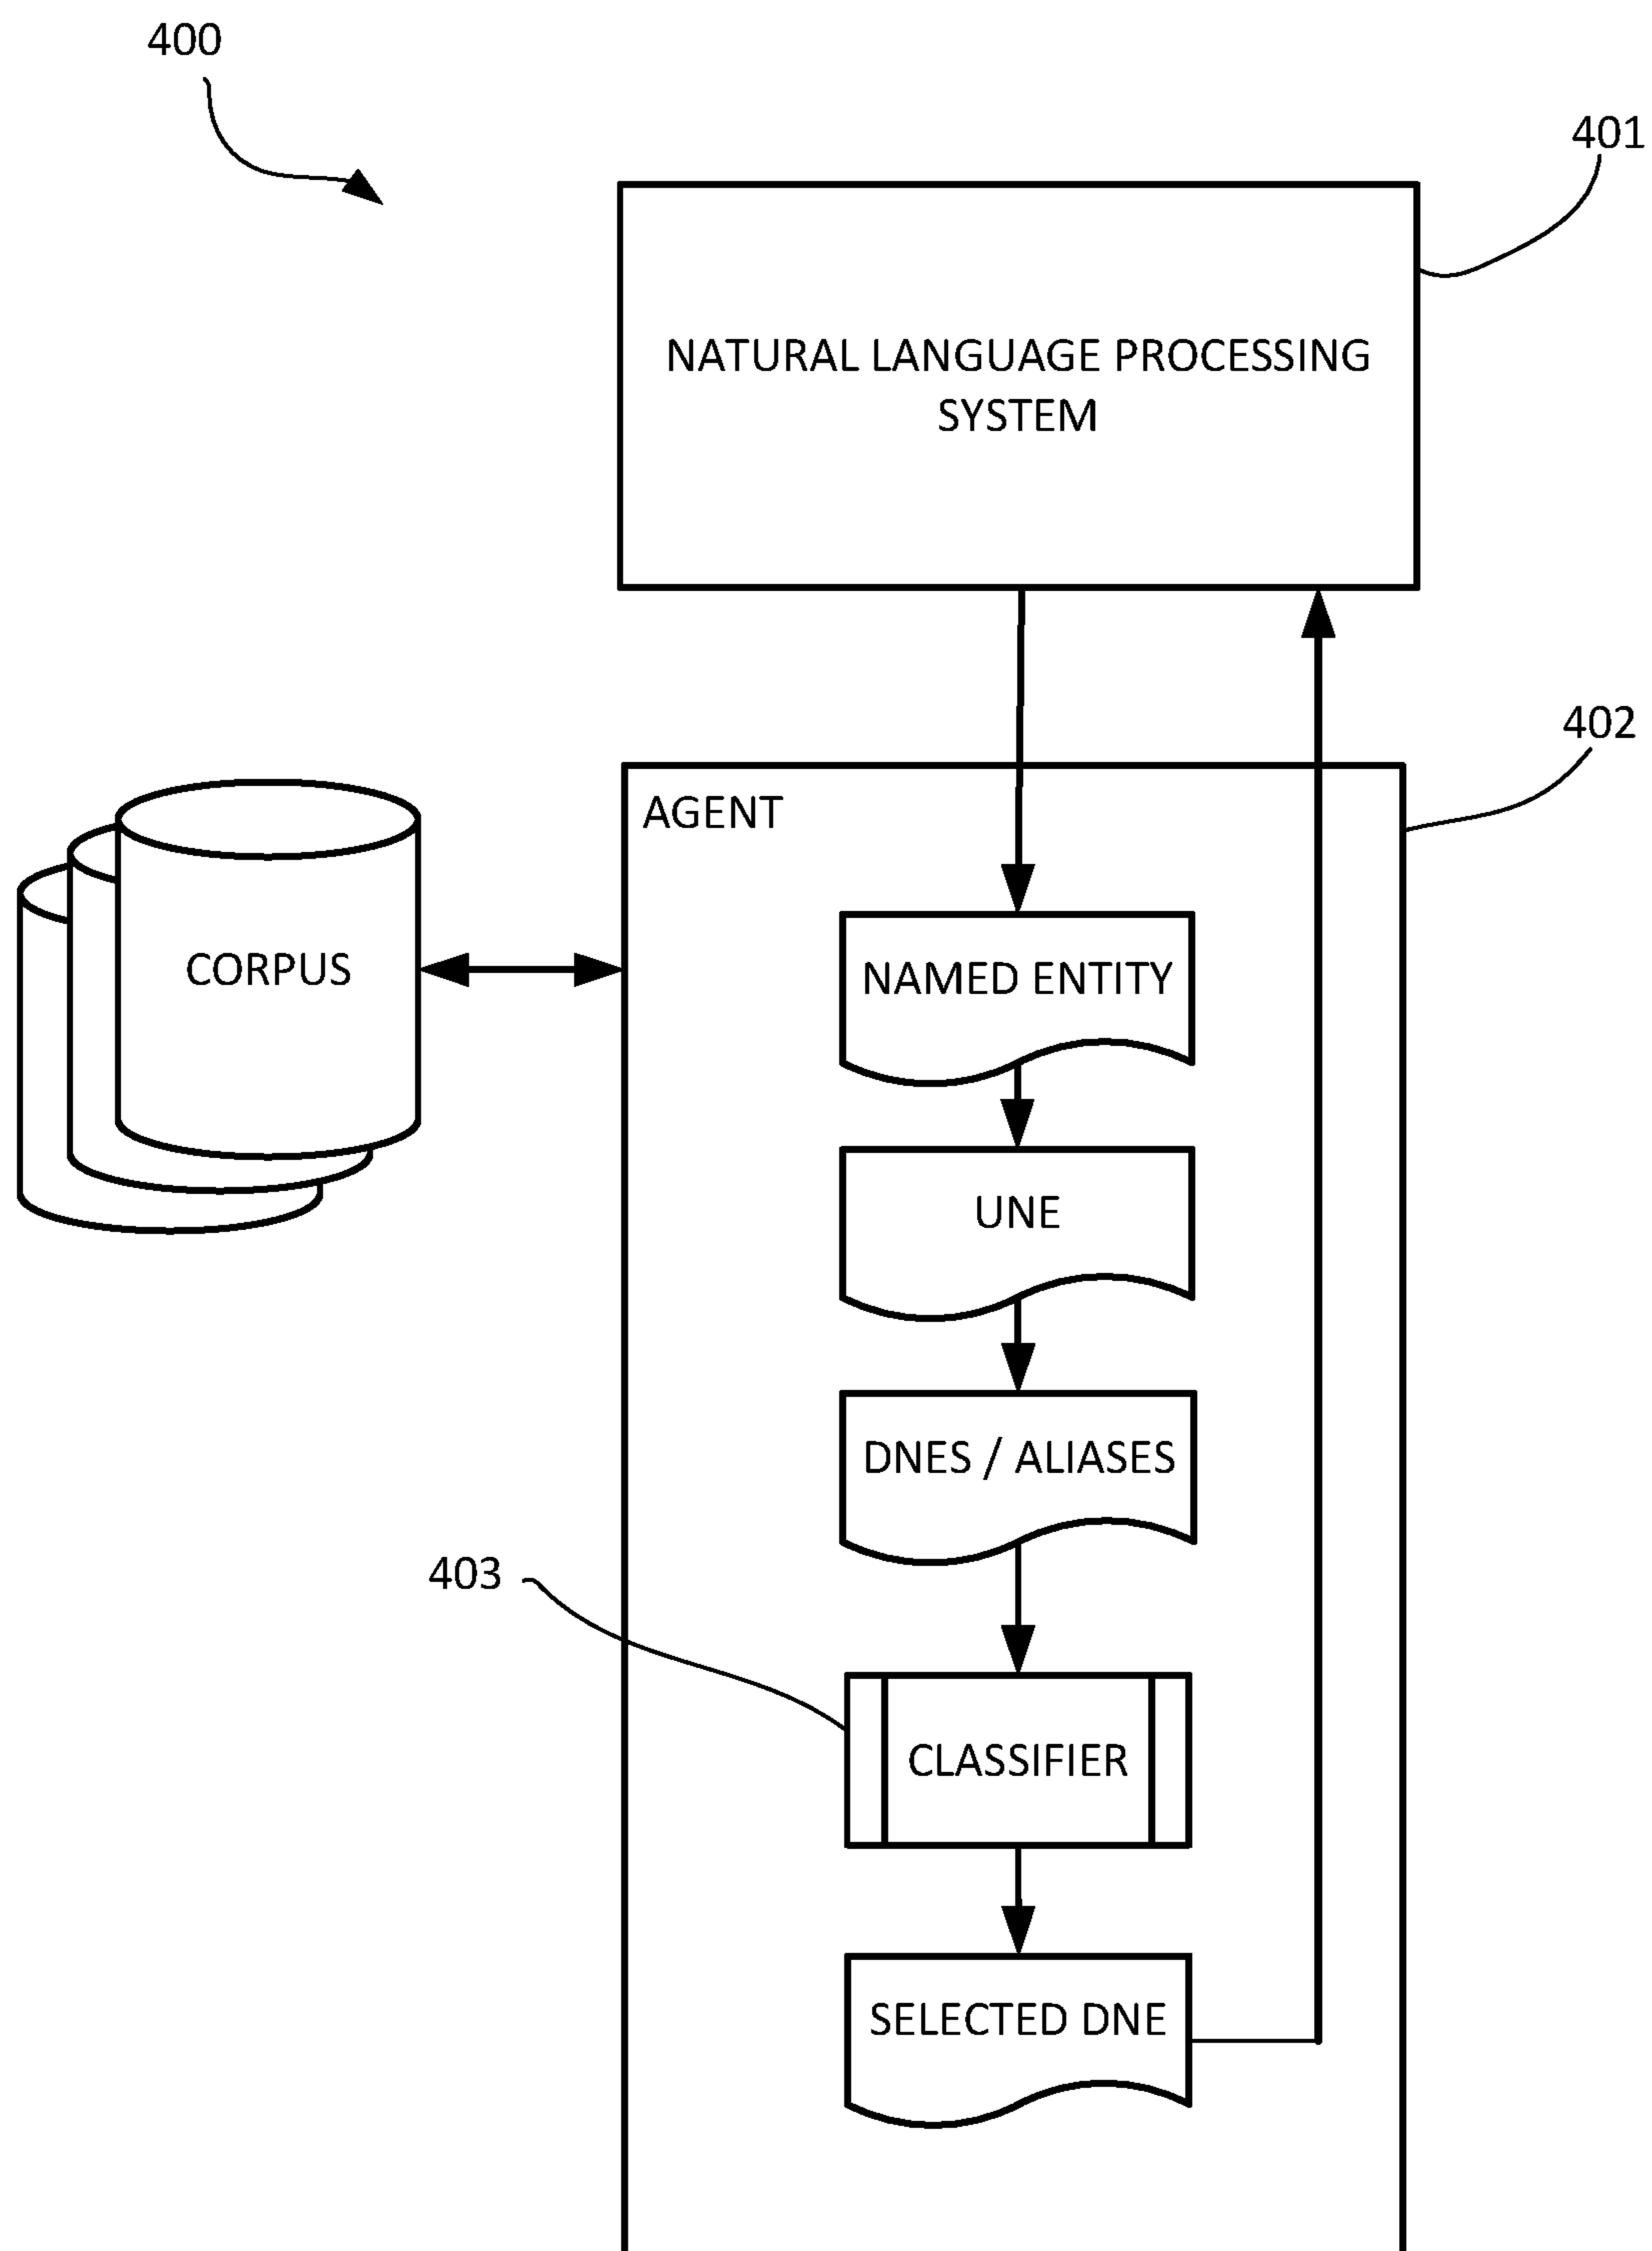 400
401
NATURAL LANGUAGE PROCESSING
SYSTEM
402
AGENT
CORPUS
NAMED ENTITY
UNE
DNES / ALIASES
403
CLASSIFIER
SELECTED DNE